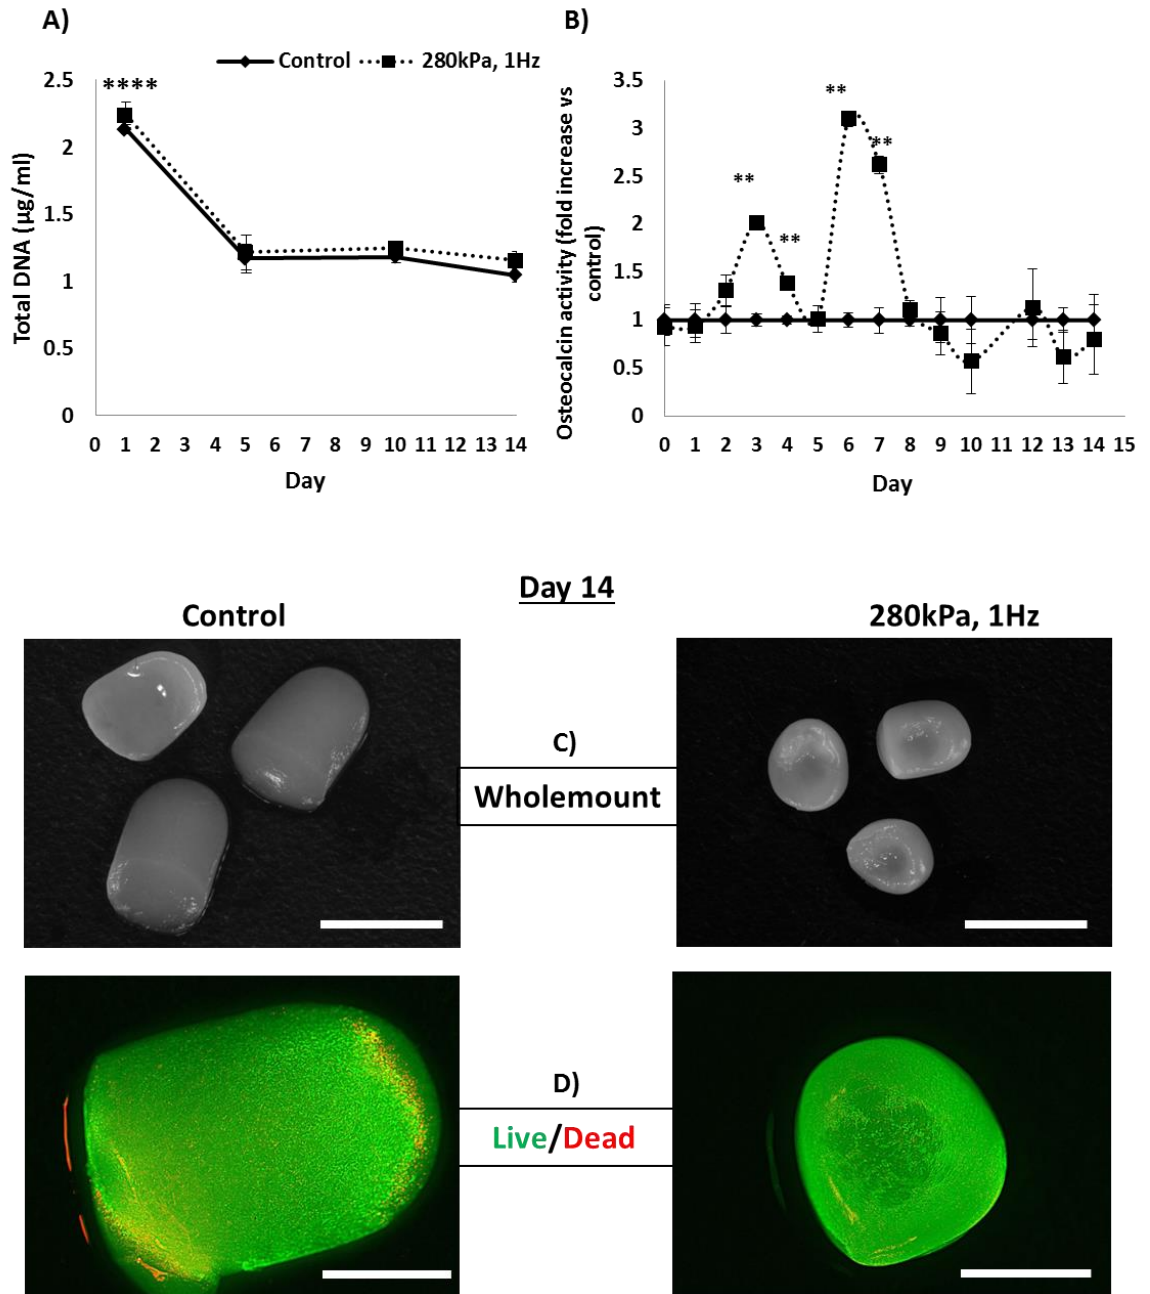 A)
B)
Control
280kPa, 1Hz
****
2.5
2
1.5
1
0.5
0
Total DNA (µg/ml)
0 1 2 3 4 5 6 7 8 9 10 11 12 13 14
Day
Osteocalcin activity (fold increase vs
control)
3.5
3
2.5
2
1.5
1
0.5
0
**
**
**
**
0 1 2 3 4 5 6 7 8 9 10 11 12 13 14 15
Day
Day 14
Control
280kPa, 1Hz
C)
Wholemount
D)
Live/Dead